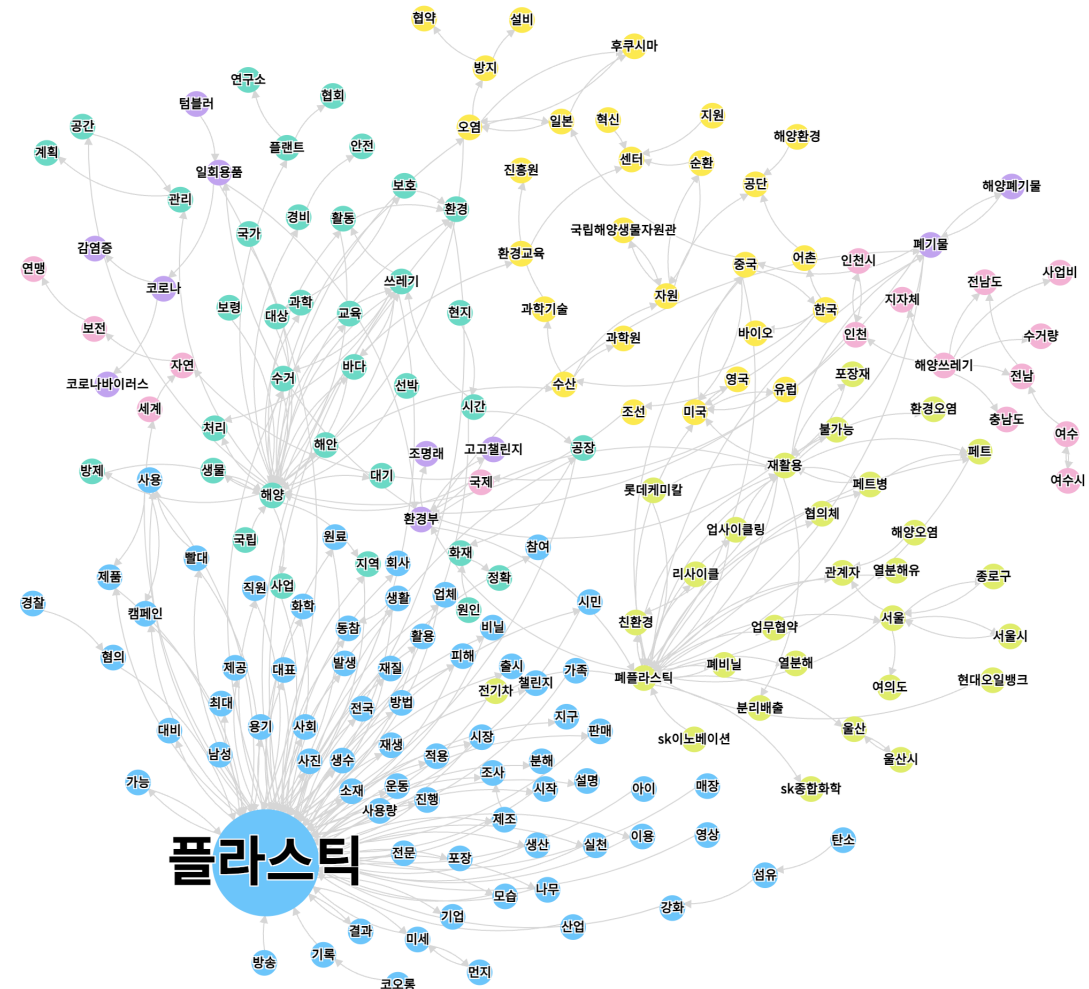 협약
설비
후쿠시마
방지
연구소
협회
텀블러
공간
오염
일본
혁신
지원
해양환경
계획
플랜트
안전
센터
순환
일회용품
진흥원
공단
해양폐기물
관리
보호
환경
경비
활동
국가
국립해양생물자원관
감염증
환경교육
폐기물
연맹
코로나
쓰레기
중국
어촌
인천시
사업비
전남도
지자체
자원
보령
과학
대상
교육
현지
과학기술
한국
보전
과학원
바이오
인천
수거량
자연
바다
해양쓰레기
수거
코로나바이러스
선박
수산
영국
유럽
포장재
전남
세계
시간
조선
미국
환경오염
충남도
처리
불가능
여수
해안
조명래
고고챌린지
공장
페트
방제
생물
사용
대기
국제
재활용
페트병
여수시
해양
롯데케미칼
환경부
협의체
업사이클링
해양오염
국립
원료
빨대
지역
회사
화재
참여
제품
직원
사업
정확
리사이클
관계자
열분해유
종로구
경찰
캠페인
화학
생활
업체
원인
시민
동참
활용
비닐
친환경
업무협약
서울
서울시
혐의
제공
대표
발생
재질
피해
출시
챌린지
가족
폐플라스틱
폐비닐
열분해
현대오일뱅크
여의도
전기차
최대
전국
방법
분리배출
대비
용기
사회
지구
판매
울산
남성
사진
생수
재생
적용
시장
sk이노베이션
울산시
가능
소재
운동
조사
분해
사용량
진행
시작
설명
아이
매장
sk종합화학
플라스틱
제조
전문
포장
생산
실천
이용
영상
탄소
모습
나무
섬유
기업
산업
강화
결과
미세
방송
기록
코오롱
먼지